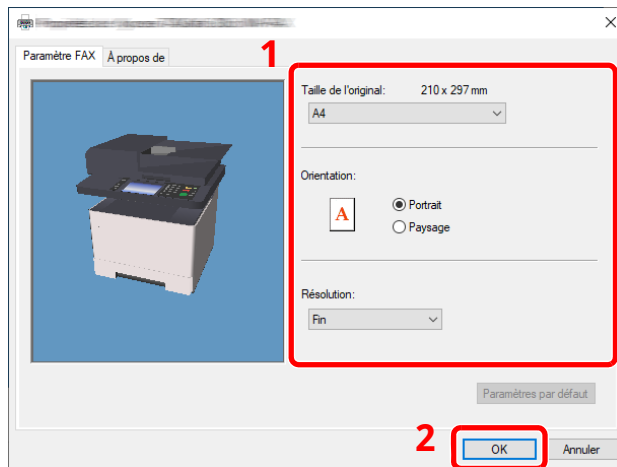 Paramètre FAX
À propos de
1
Taille de l'original: 210 x 297 mm
A4
Orientation:
A
Portrait
Paysage
Résolution:
Fin
Paramètres par défaut
2
OK
Annuler